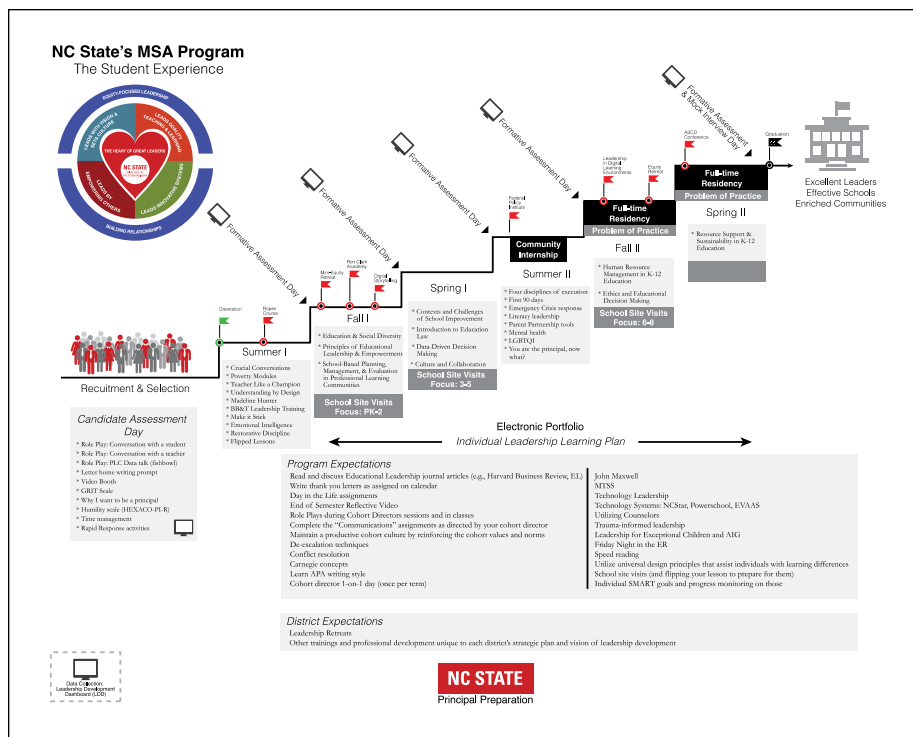 NC State's MSA Program
The Student Experience
EQUITY-FOCUSED LEADERSHIP
LEADS WITH VISION &
SETS CULTURE
LEADS QUALITY
TEACHING & LEARNING
THE HEART OF GREAT LEADERS
NC STATE
LEADS BY
EMPOWERING OTHERS
LEADS INNOVATIVE SYSTEMS
BUILDING RELATIONSHIPS
Formative Assessment Day
Formative Assessment Day
Formative Assessment Day
Formative Assessment Day
Formative Assessment
& Mock Interview Day
Recuitment & Selection
Candidate Assessment
Day
* Role Play: Conversation with a student
* Role Play: Conversation with a teacher
* Role Play: PLC Data talk (fishbowl)
* Letter home writing prompt
* Video Booth
* GRIT Scale
* Why I want to be a principal
* Humility scale (HEXACO-PI-R)
* Time management
* Rapid Response activities
Orientation
Ropes
Course
Summer I
* Crucial Conversations
* Poverty Modules
* Teacher Like a Champion
* Understanding by Design
* Madeline Hunter
* BB&T Leadership Training
* Make it Stick
* Emotional Intelligence
* Restorative Discipline
* Flipped Lessons
Mini-Equity
Retreat
Ron Clark
Academy
Digital
Storytelling
Fall I
* Education & Social Diversity
* Principles of Educational
Leadership & Empowerment
* School-Based Planning,
Management, & Evaluation
in Professional Learning
Communities
School Site Visits
Focus: PK-2
Spring I
* Contexts and Challenges
of School Improvement
* Introduction to Education
Law
* Data-Driven Decision
Making
* Culture and Collaboration
School Site Visits
Focus: 3-5
Federal
Policy
Institute
Community
Internship
Summer II
* Four disciplines of execution
* First 90 days
* Emergency Crisis response
* Literacy leadership
* Parent Partnership tools
* Mental health
* LGBTQI
* You are the principal, now
what?
Leadership
in Digital
Learning
Environments
Equity
Retreat
Full-time
Residency
Problem of Practice
Fall II
* Human Resource
Management in K-12
Education
* Ethics and Educational
Decision Making
School Site Visits
Focus: 6-8
ASCD
Conference
Graduation
Full-time
Residency
Problem of Practice
Spring II
* Resource Support &
Sustainability in K-12
Education
Excellent Leaders
Effective Schools
Enriched Communities
Electronic Portfolio
Individual Leadership Learning Plan
Program Expectations
Read and discuss Educational Leadership journal articles (e.g., Harvard Business Review, EL)
Write thank you letters as assigned on calendar
Day in the Life assignments
End of Semester Reflective Video
Role Plays during Cohort Directors sessions and in classes
Complete the "Communications" assignments as directed by your cohort director
Maintain a productive cohort culture by reinforcing the cohort values and norms
De-escalation techniques
Conflict resolution
Carnegie concepts
Learn APA writing style
Cohort director 1-on-1 day (once per term)
John Maxwell
MTSS
Technology Leadership
Technology Systems: NCStar, Powerschool, EVAAS
Utilizing Counselors
Trauma-informed leadership
Leadership for Exceptional Children and AIG
Friday Night in the ER
Speed reading
Utilize universal design principles that assist individuals with learning differences
School site visits (and flipping your lesson to prepare for them)
Individual SMART goals and progress monitoring on those
District Expectations
Leadership Retreats
Other trainings and professional development unique to each district's strategic plan and vision of leadership development
Data Collection:
Leadership Development
Dashboard (LDD)
NC STATE
Principal Preparation